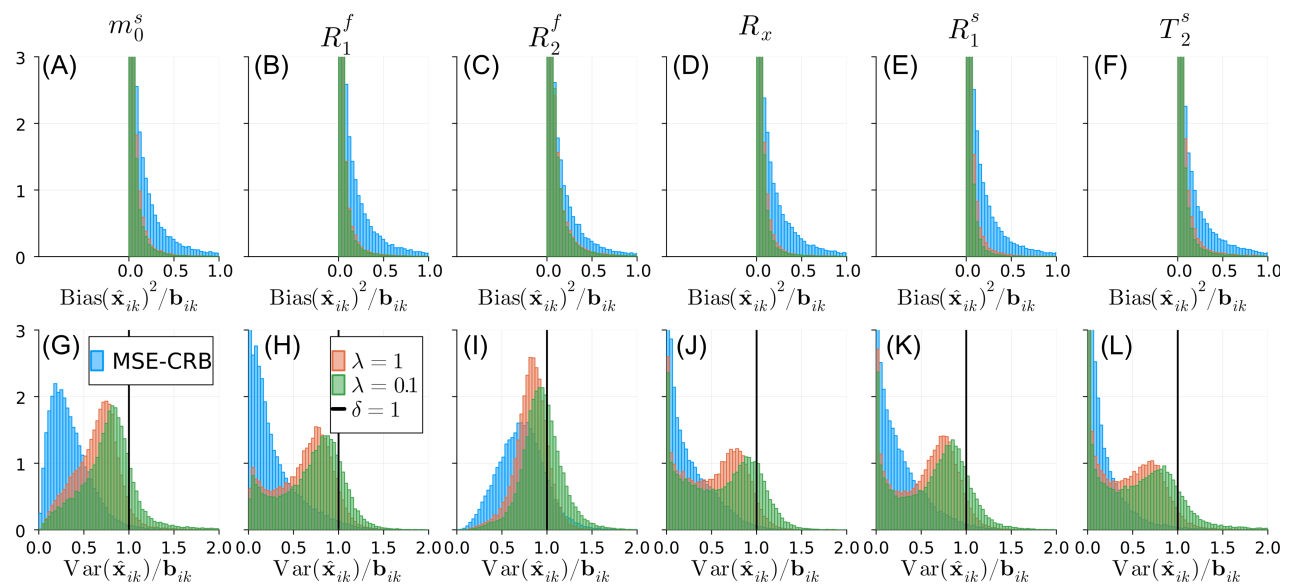 m_0^s R_1^f R_2^f R_x R_1^s T_2^s
(A) (B) (C) (D) (E) (F)
3
2
1
0
0.0 0.5 1.0 0.0 0.5 1.0 0.0 0.5 1.0 0.0 0.5 1.0 0.0 0.5 1.0 0.0 0.5 1.0
Bias(x̂_ik)²/b_ik Bias(x̂_ik)²/b_ik Bias(x̂_ik)²/b_ik Bias(x̂_ik)²/b_ik Bias(x̂_ik)²/b_ik Bias(x̂_ik)²/b_ik
3
(G) (H) (I) (J) (K) (L)
MSE-CRB
λ = 1
λ = 0.1
δ = 1
2
1
0
0.0 0.5 1.0 1.5 2.0 0.0 0.5 1.0 1.5 2.0 0.0 0.5 1.0 1.5 2.0 0.0 0.5 1.0 1.5 2.0 0.0 0.5 1.0 1.5 2.0 0.0 0.5 1.0 1.5 2.0
Var(x̂_ik)/b_ik Var(x̂_ik)/b_ik Var(x̂_ik)/b_ik Var(x̂_ik)/b_ik Var(x̂_ik)/b_ik Var(x̂_ik)/b_ik